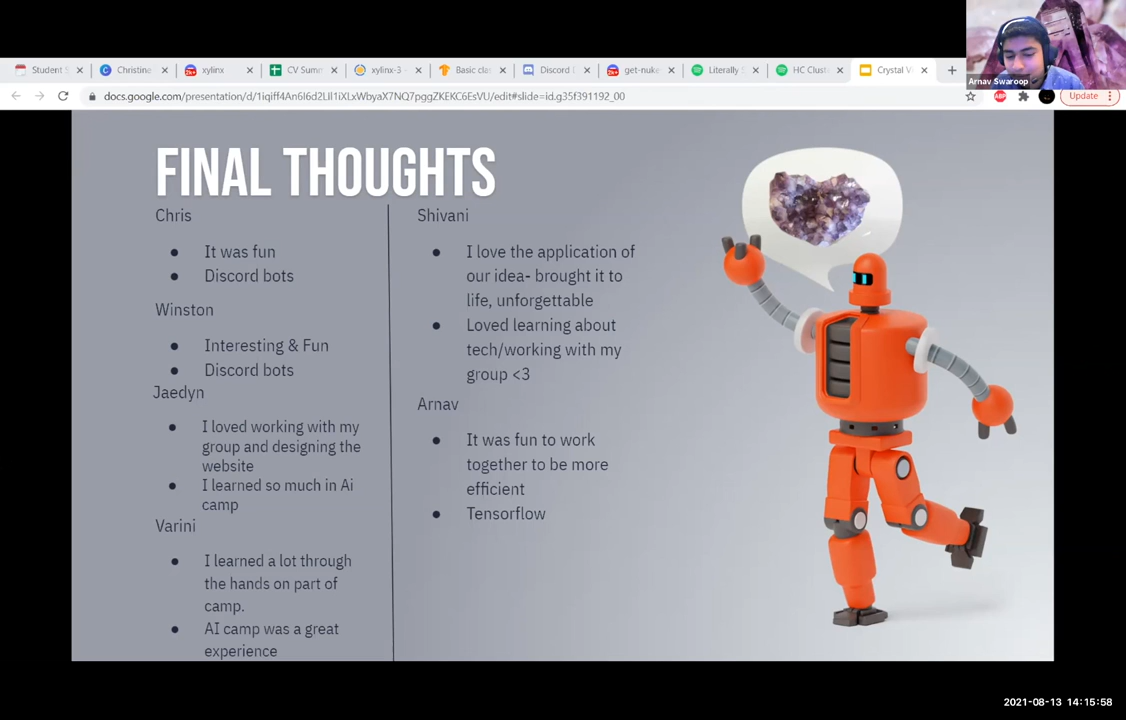 Student
Christine
xylinx
CV Summ
xylinx-3
Basic clas
Discord
get-nuke
Literally
HC Clust
Crystal V
Arnav Swaroop
docs.google.com/presentation/d/1iqiff4An6I6d2LiI1iXLxWbyaX7NQ7pggZKEKC6EsVU/edit#slide=id.g35f391192_00
ABP
Update
FINAL THOUGHTS
Chris
● It was fun
● Discord bots
Winston
● Interesting & Fun
● Discord bots
Jaedyn
● I loved working with my
group and designing the
website
● I learned so much in Ai
camp
Varini
● I learned a lot through
the hands on part of
camp.
● AI camp was a great
experience
Shivani
● I love the application of
our idea- brought it to
life, unforgettable
● Loved learning about
tech/working with my
group <3
Arnav
● It was fun to work
together to be more
efficient
● Tensorflow
2021-08-13 14:15:58